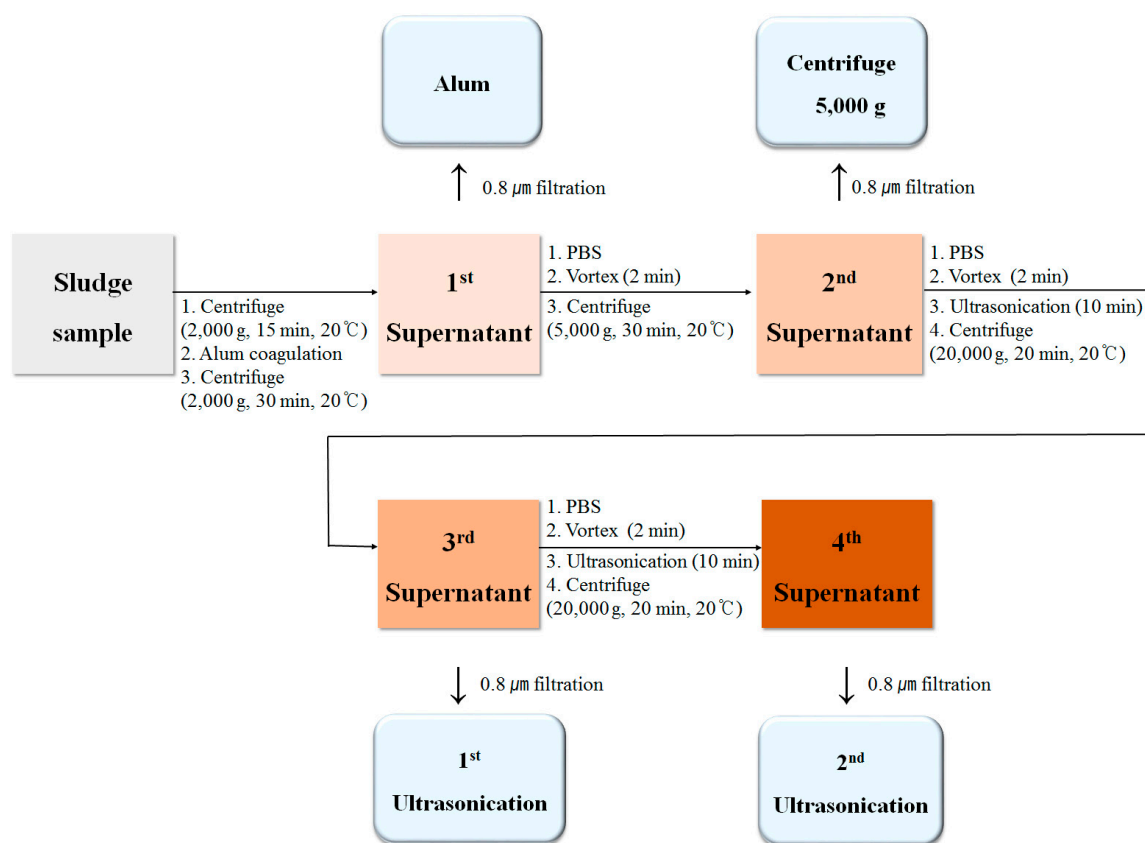 Alum
Centrifuge
5,000 g
0.8 ㎛ filtration
0.8 ㎛ filtration
Sludge
sample
1. Centrifuge
(2,000 g, 15 min, 20℃)
2. Alum coagulation
3. Centrifuge
(2,000 g, 30 min, 20℃)
1st
Supernatant
1. PBS
2. Vortex (2 min)
3. Centrifuge
(5,000 g, 30 min, 20℃)
2nd
Supernatant
1. PBS
2. Vortex (2 min)
3. Ultrasonication (10 min)
4. Centrifuge
(20,000 g, 20 min, 20℃)
3rd
Supernatant
1. PBS
2. Vortex (2 min)
3. Ultrasonication (10 min)
4. Centrifuge
(20,000 g, 20 min, 20℃)
4th
Supernatant
0.8 ㎛ filtration
0.8 ㎛ filtration
1st
Ultrasonication
2nd
Ultrasonication